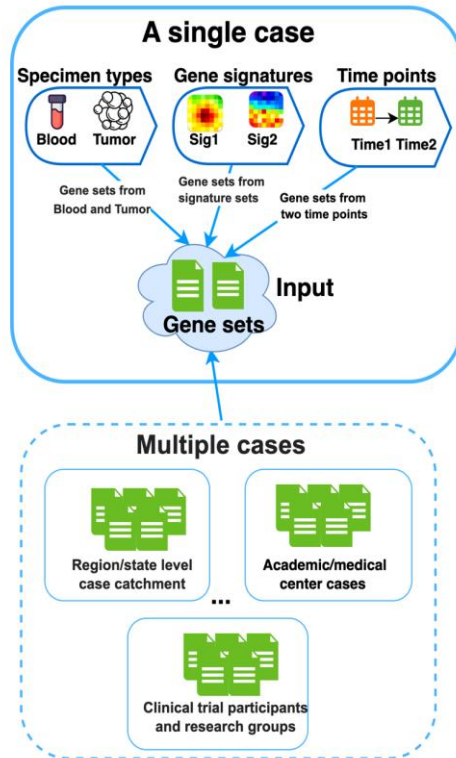 A single case
Specimen types
Gene signatures
Time points
Blood
Tumor
Sig1
Sig2
Time1
Time2
Gene sets from
Blood and Tumor
Gene sets from
signature sets
Gene sets from
two time points
Input
Gene sets
Multiple cases
Region/state level
case catchment
Academic/medical
center cases
...
Clinical trial participants
and research groups